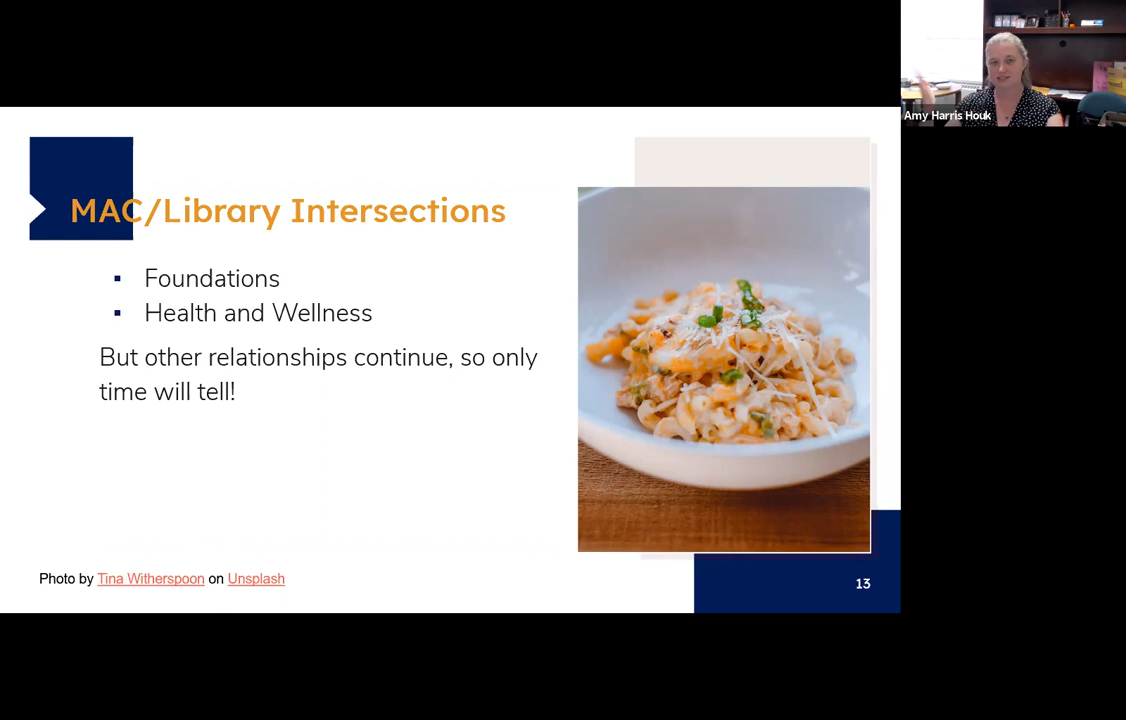 Amy Harris Houk
MAC/Library Intersections
▪ Foundations
▪ Health and Wellness
But other relationships continue, so only
time will tell!
Photo by Tina Witherspoon on Unsplash
13